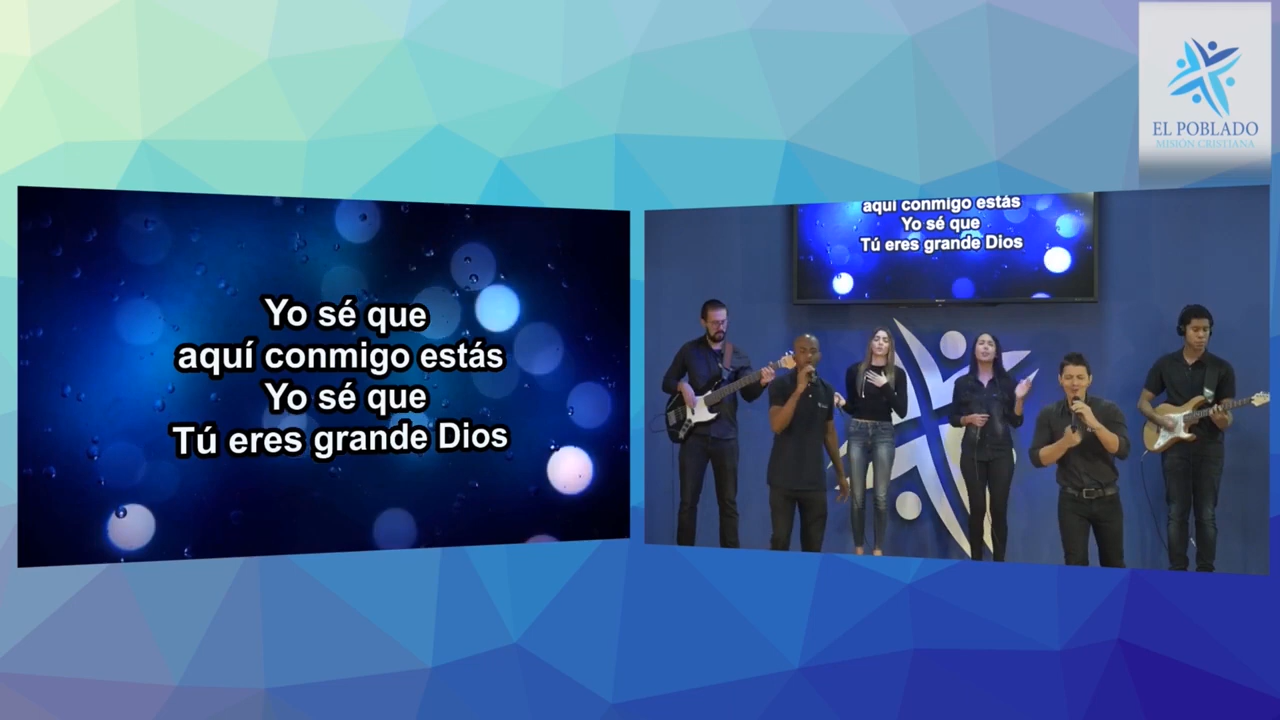 EL POBLADO
MISIÓN CRISTIANA
Yo sé que
aquí conmigo estás
Yo sé que
Tú eres grande Dios
aquí conmigo estás
Yo sé que
Tú eres grande Dios